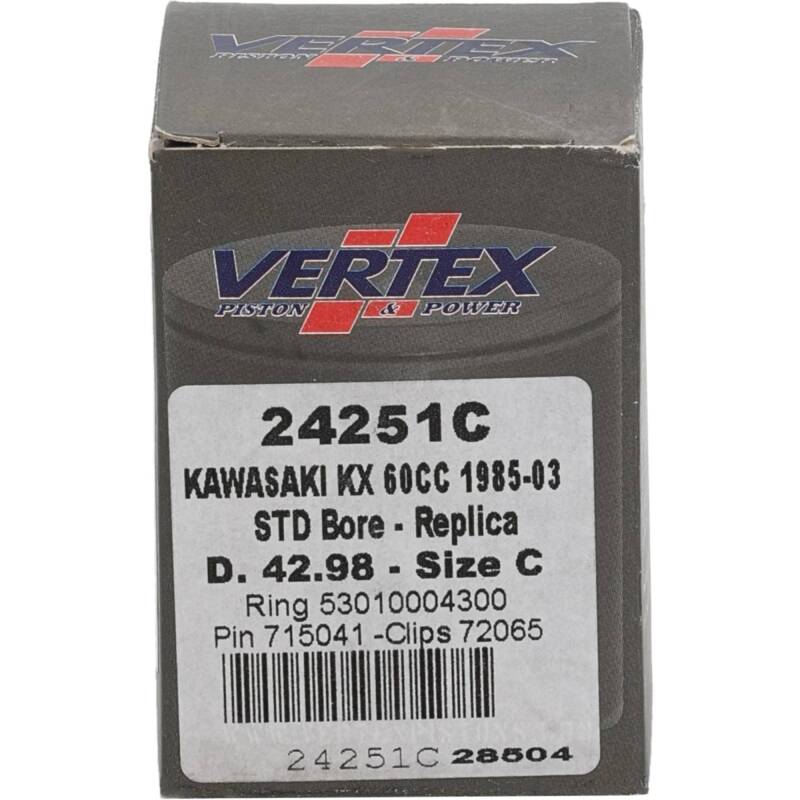 VERTEX
PISTON & POWER
VERTEX
PISTON & POWER
24251C
KAWASAKI KX 60CC 1985-03
STD Bore - Replica
D. 42.98 - Size C
Ring 53010004300
Pin 715041 -Clips 72065
24251C 28504